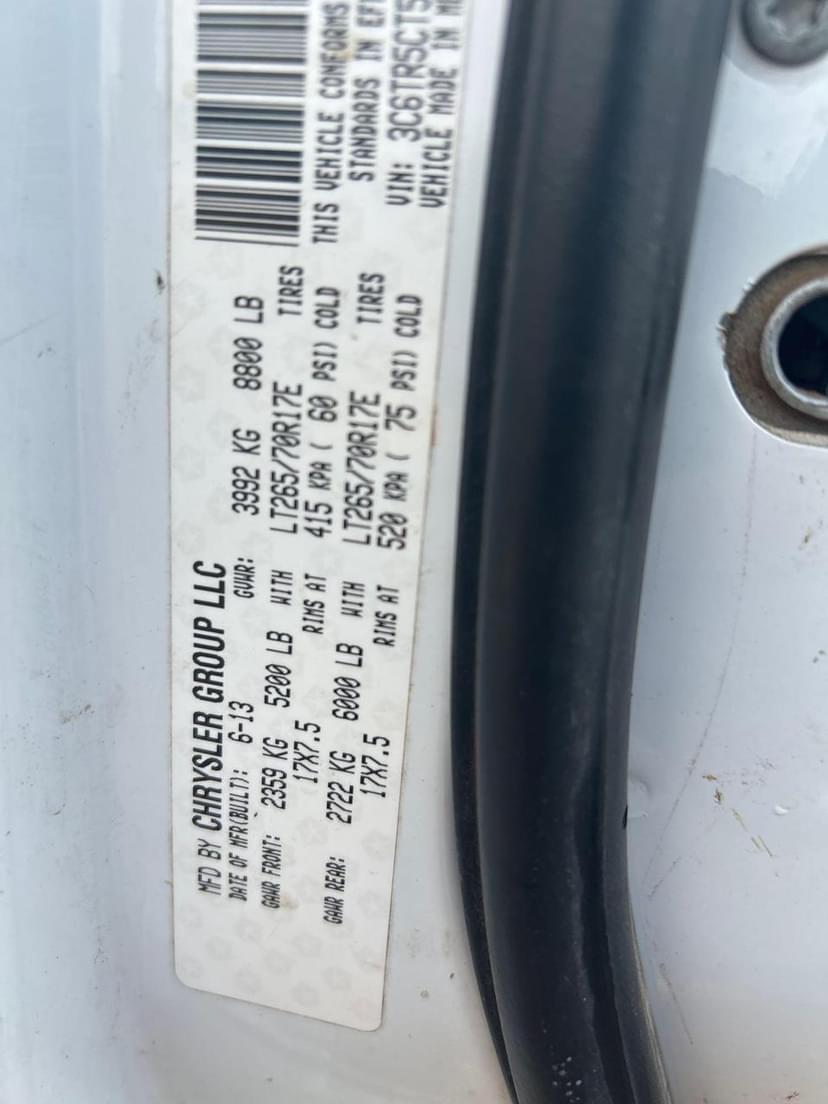 MFD BY CHRYSLER GROUP LLC
DATE OF MFR(BUILT): 6-13 GVWR: 3992 KG 8800 LB
GAWR FRONT: 2359 KG 5200 LB WITH LT265/70R17E TIRES
17X7.5 RIMS AT 415 KPA ( 60 PSI) COLD
GAWR REAR: 2722 KG 6000 LB WITH LT265/70R17E TIRES
17X7.5 RIMS AT 520 KPA ( 75 PSI) COLD
THIS VEHICLE CONFORMS
STANDARDS IN
VIN: 3C6TR5CT5
VEHICLE MADE IN